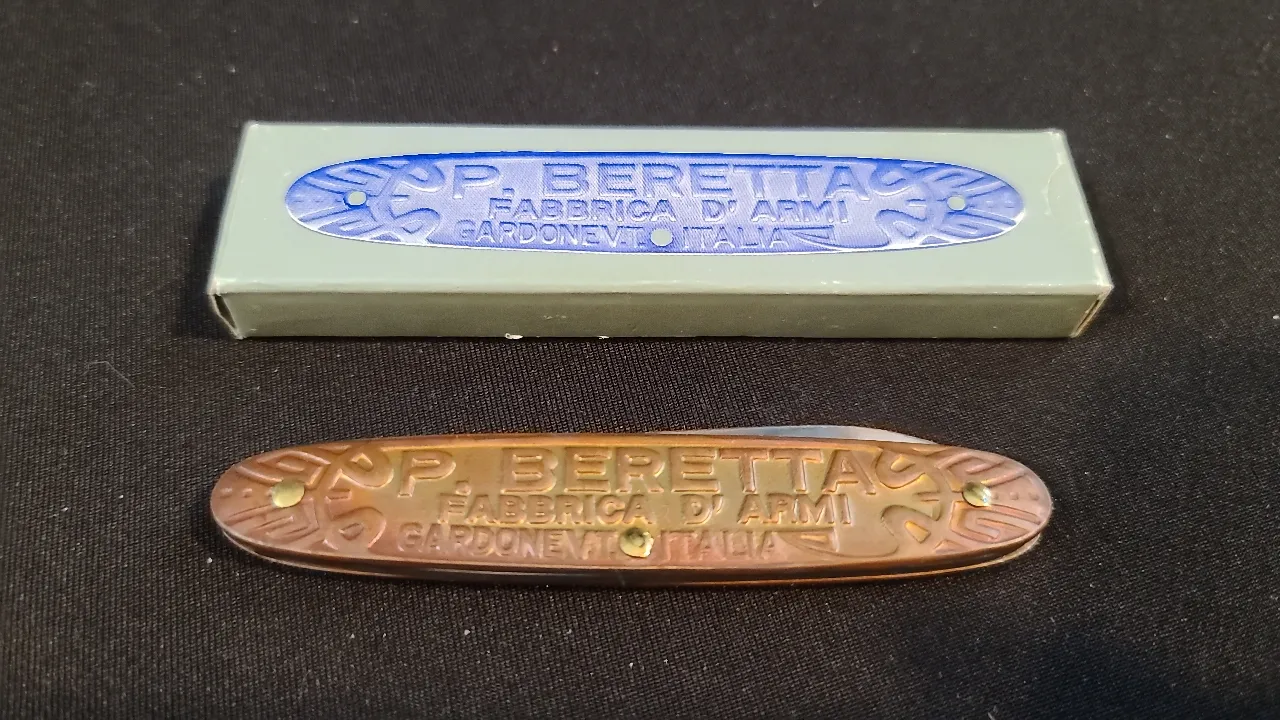 P. BERETTA
FABBRICA D' ARMI
GARDONE V.T. ITALIA
P. BERETTA
FABBRICA D' ARMI
GARDONE V.T. ITALIA